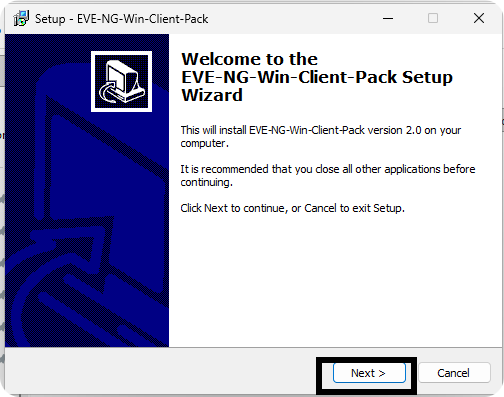 Setup - EVE-NG-Win-Client-Pack
Welcome to the
EVE-NG-Win-Client-Pack Setup
Wizard
This will install EVE-NG-Win-Client-Pack version 2.0 on your
computer.
It is recommended that you close all other applications before
continuing.
Click Next to continue, or Cancel to exit Setup.
Next >
Cancel